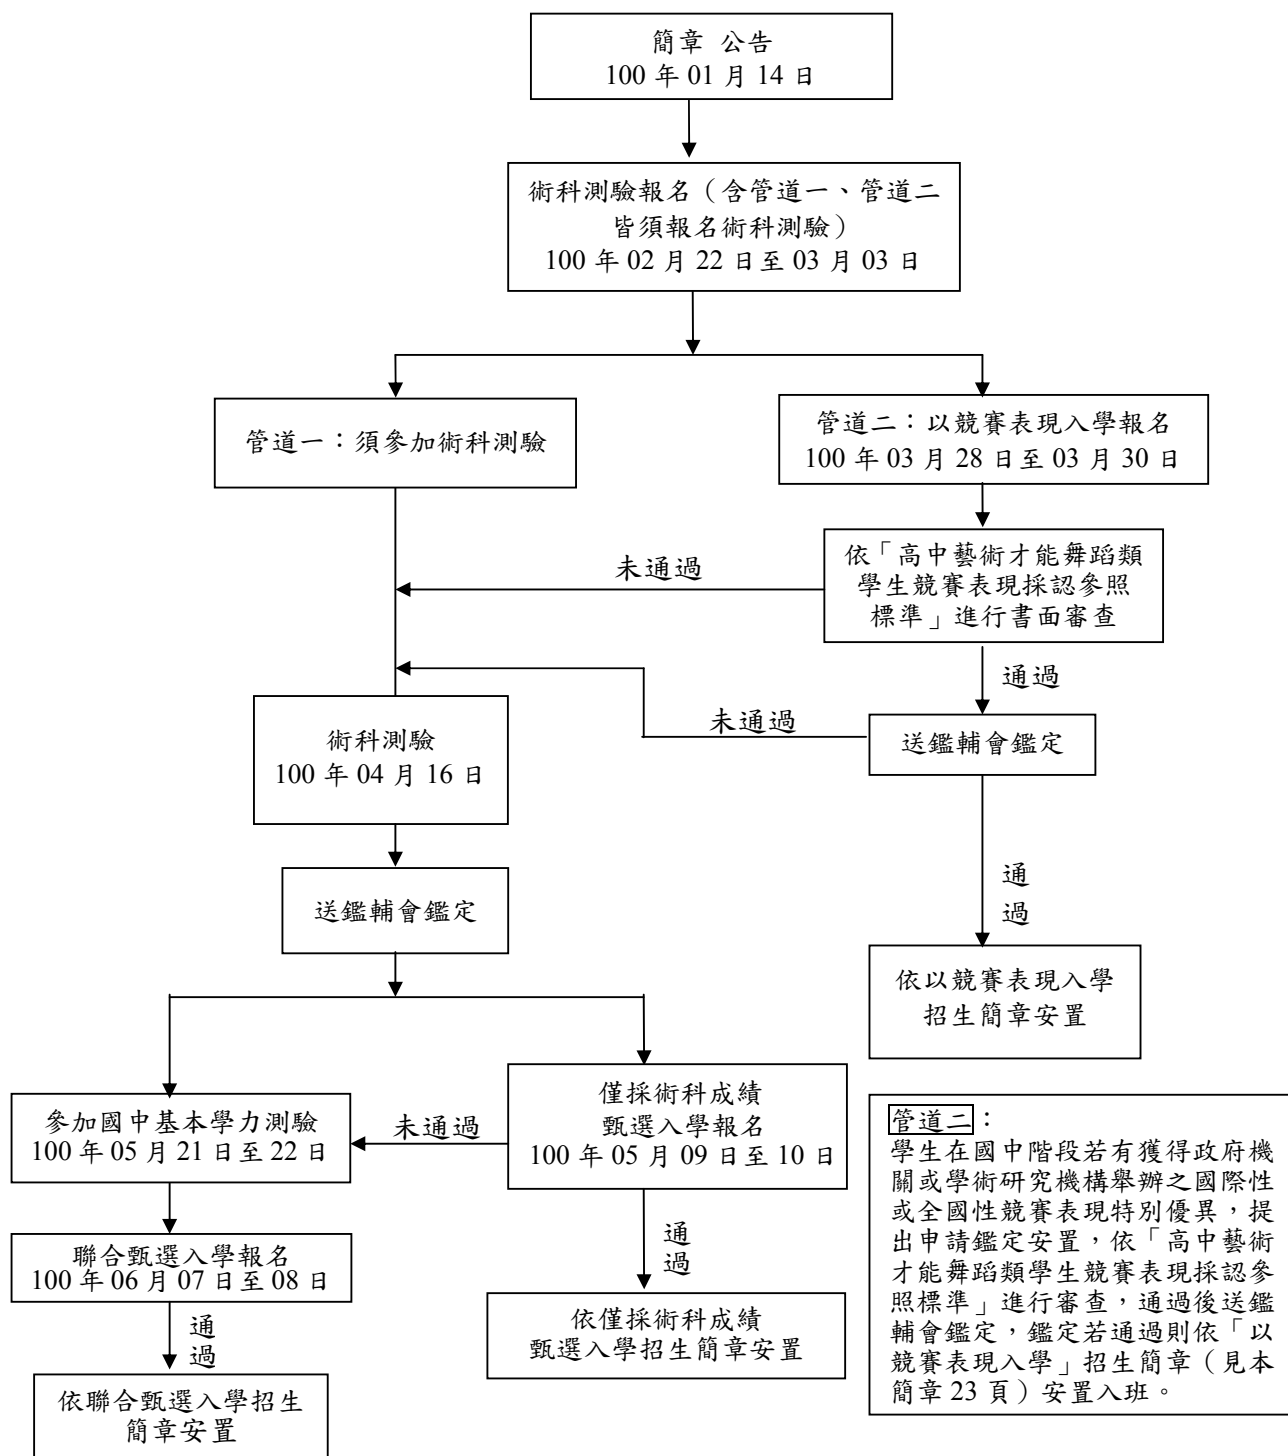 簡章 公告
100 年 01 月 14 日
術科測驗報名（含管道一、管道二
皆須報名術科測驗）
100 年 02 月 22 日至 03 月 03 日
管道一：須參加術科測驗
管道二：以競賽表現入學報名
100 年 03 月 28 日至 03 月 30 日
依「高中藝術才能舞蹈類
學生競賽表現採認參照
標準」進行書面審查
未通過
通過
送鑑輔會鑑定
未通過
術科測驗
100 年 04 月 16 日
通
過
送鑑輔會鑑定
依以競賽表現入學
招生簡章安置
參加國中基本學力測驗
100 年 05 月 21 日至 22 日
未通過
僅採術科成績
甄選入學報名
100 年 05 月 09 日至 10 日
聯合甄選入學報名
100 年 06 月 07 日至 08 日
通
過
依僅採術科成績
甄選入學招生簡章安置
通
過
依聯合甄選入學招生
簡章安置
管道二：
學生在國中階段若有獲得政府機
關或學術研究機構舉辦之國際性
或全國性競賽表現特別優異，提
出申請鑑定安置，依「高中藝術
才能舞蹈類學生競賽表現採認參
照標準」進行審查，通過後送鑑
輔會鑑定，鑑定若通過則依「以
競賽表現入學」招生簡章（見本
簡章 23 頁）安置入班。